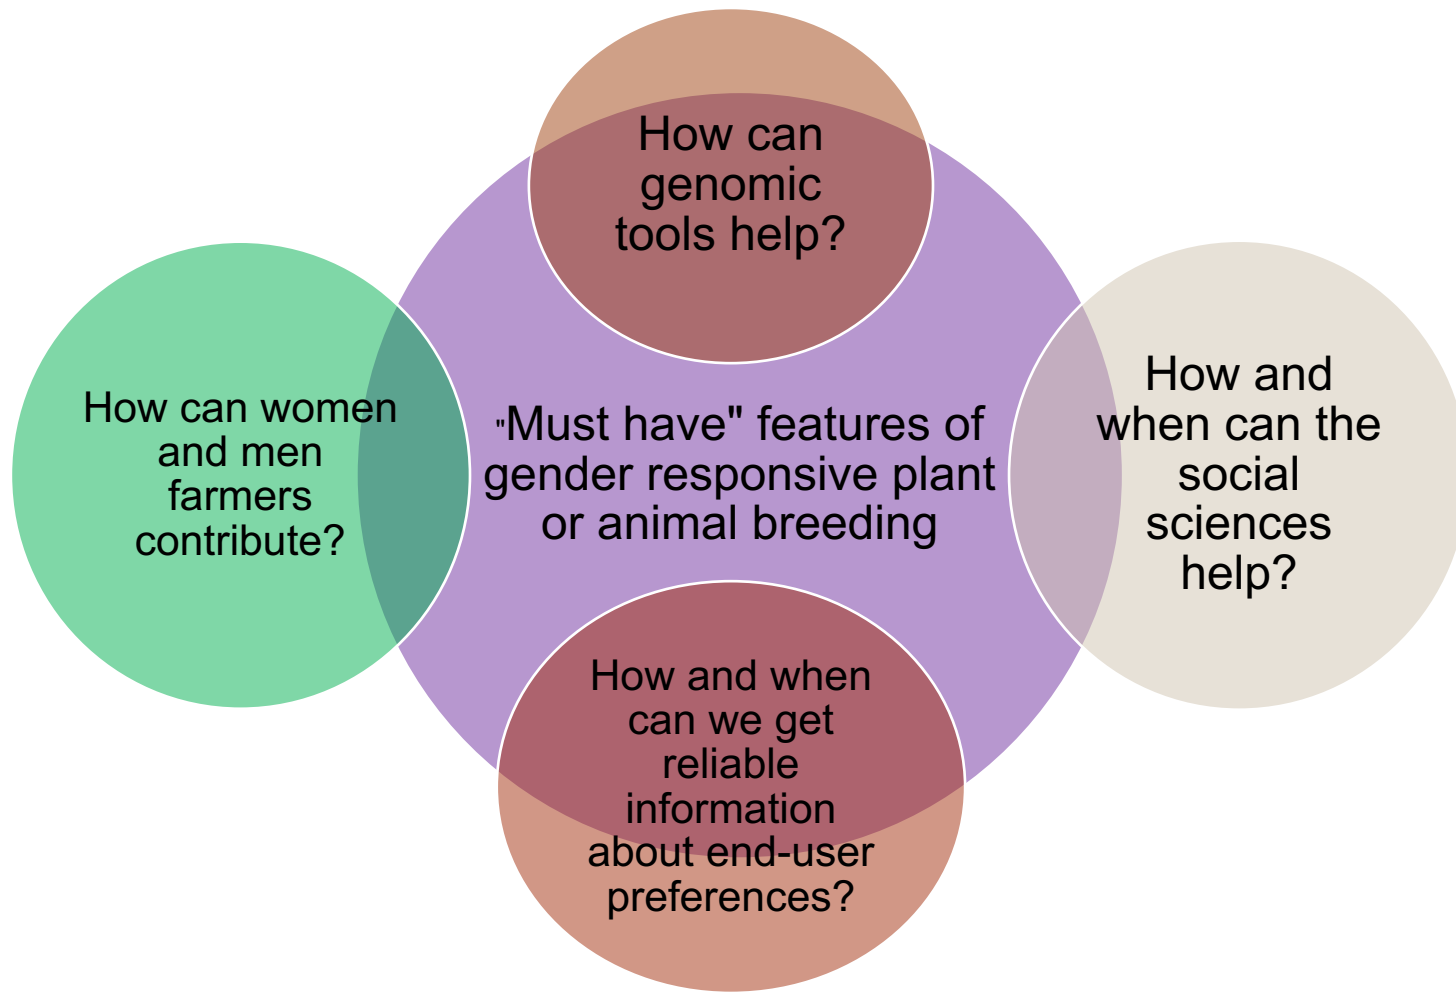 How can
genomic
tools help?
How can women
and men
farmers
contribute?
"Must have" features of
gender responsive plant
or animal breeding
How and
when can the
social
sciences
help?
How and when
can we get
reliable
information
about end-user
preferences?